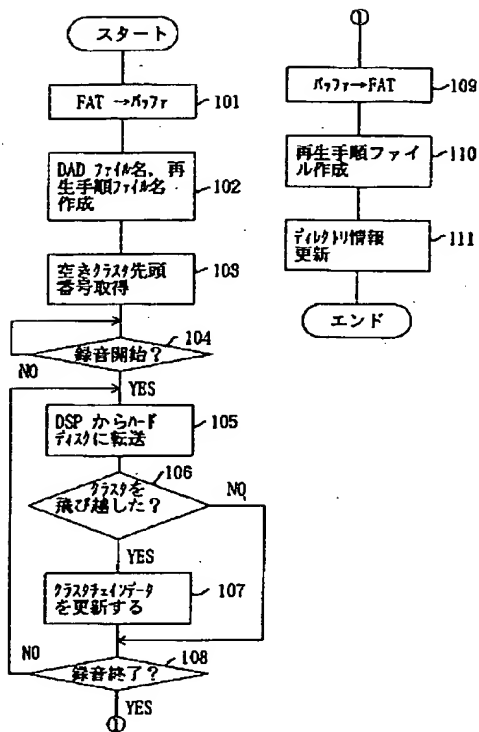 スタート
FAT →バッファ
101
DAD ファイル名，再
生手順ファイル名
作成
102
空きクラスタ先頭
番号取得
103
録音開始？
104
NO
YES
DSP からハード
ディスクに転送
105
クラスタを
飛び越した？
106
NO
YES
クラスタチェインデータ
を更新する
107
録音終了？
108
NO
YES
①
①
バッファ→FAT
109
再生手順ファイ
ル作成
110
ディレクトリ情報
更新
111
エンド